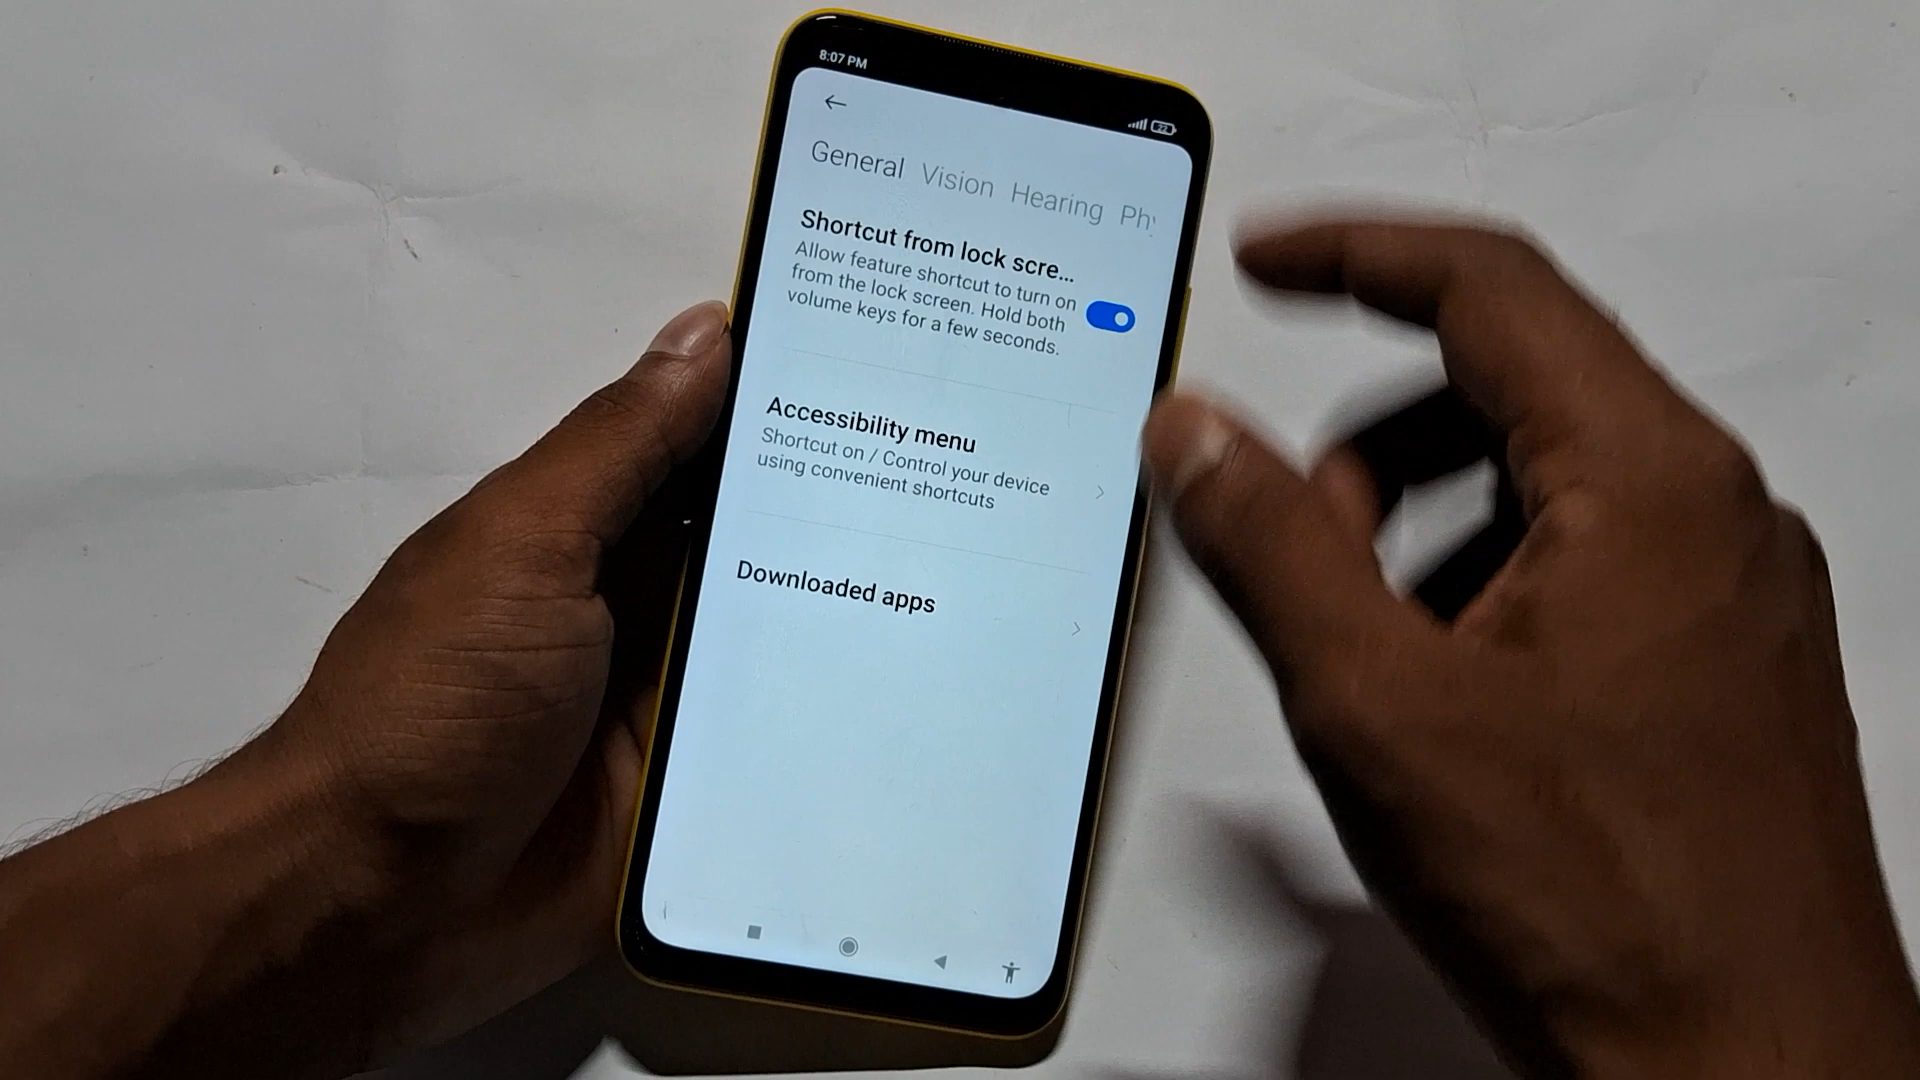 8:07 PM
22
General Vision Hearing Ph
Shortcut from lock scre...
Allow feature shortcut to turn on
from the lock screen. Hold both
volume keys for a few seconds.
Accessibility menu
Shortcut on / Control your device
using convenient shortcuts
Downloaded apps